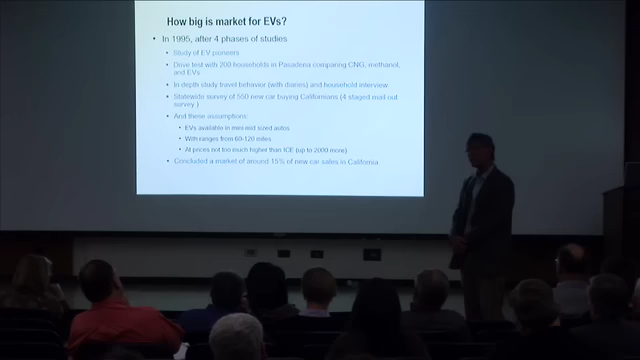 How big is market for EVs?
• In 1995, after 4 phases of studies
• Study of EV pioneers
• Drive test with 200 households in Pasadena comparing CNG, methanol,
and EVs
• In depth study travel behavior (with diaries) and household interview
• Statewide survey of 550 new car buying Californians (4 staged mail out
survey )
• And these assumptions:
• EVs available in mini-mid sized autos
• With ranges from 60-120 miles
• At prices not too much higher than ICE (up to 2000 more)
• Concluded a market of around 15% of new car sales in California